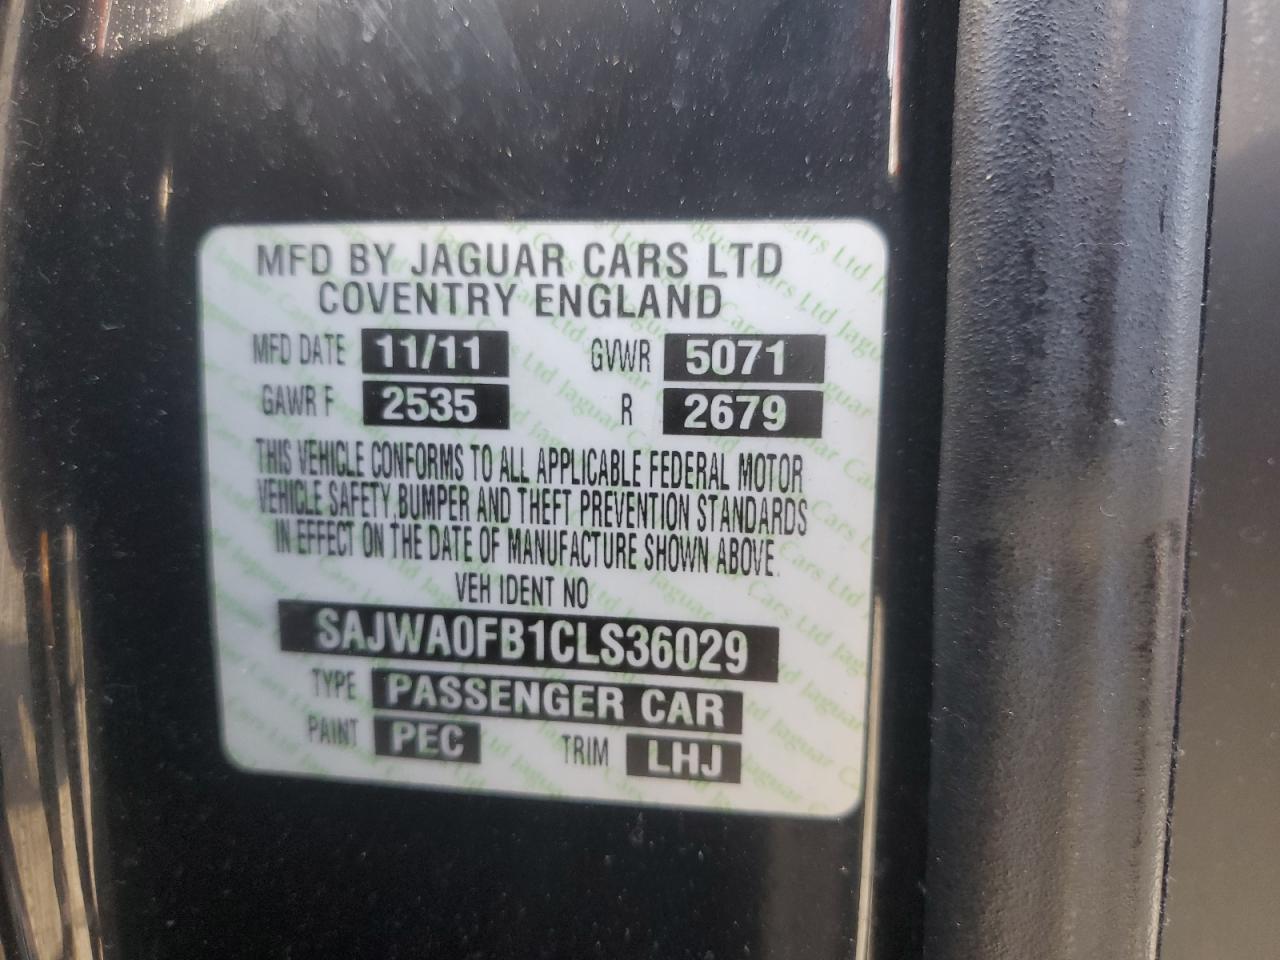 MFD BY JAGUAR CARS LTD
COVENTRY ENGLAND
MFD DATE 11/11 GVWR 5071
GAWR F 2535 R 2679
THIS VEHICLE CONFORMS TO ALL APPLICABLE FEDERAL MOTOR
VEHICLE SAFETY, BUMPER AND THEFT PREVENTION STANDARDS
IN EFFECT ON THE DATE OF MANUFACTURE SHOWN ABOVE.
VEH IDENT NO
SAJWA0FB1CLS36029
TYPE PASSENGER CAR
PAINT PEC TRIM LHJ